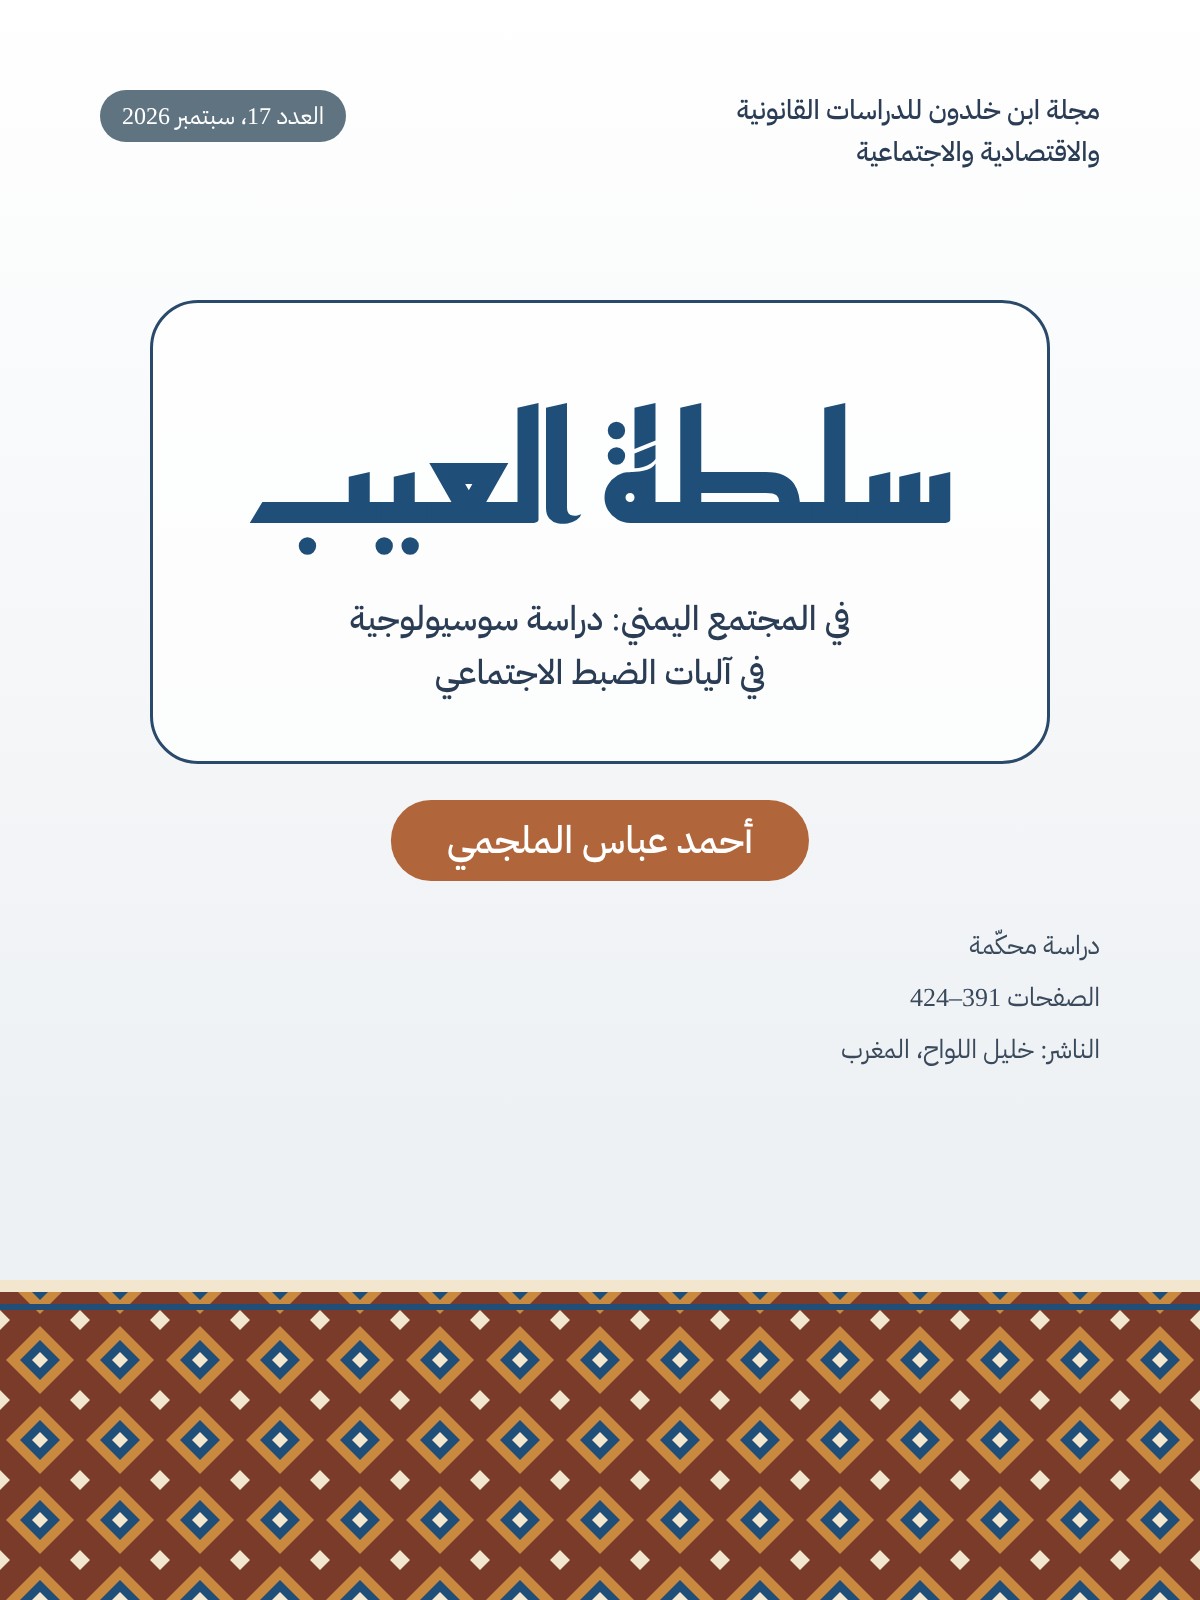 مجلة ابن خلدون للدراسات القانونية
والاقتصادية والاجتماعية
العدد 17، سبتمبر 2026
سلطة العيب
في المجتمع اليمني: دراسة سوسيولوجية
في آليات الضبط الاجتماعي
أحمد عباس الملجمي
دراسة محكّمة
الصفحات 391–424
الناشر: خليل اللواح، المغرب